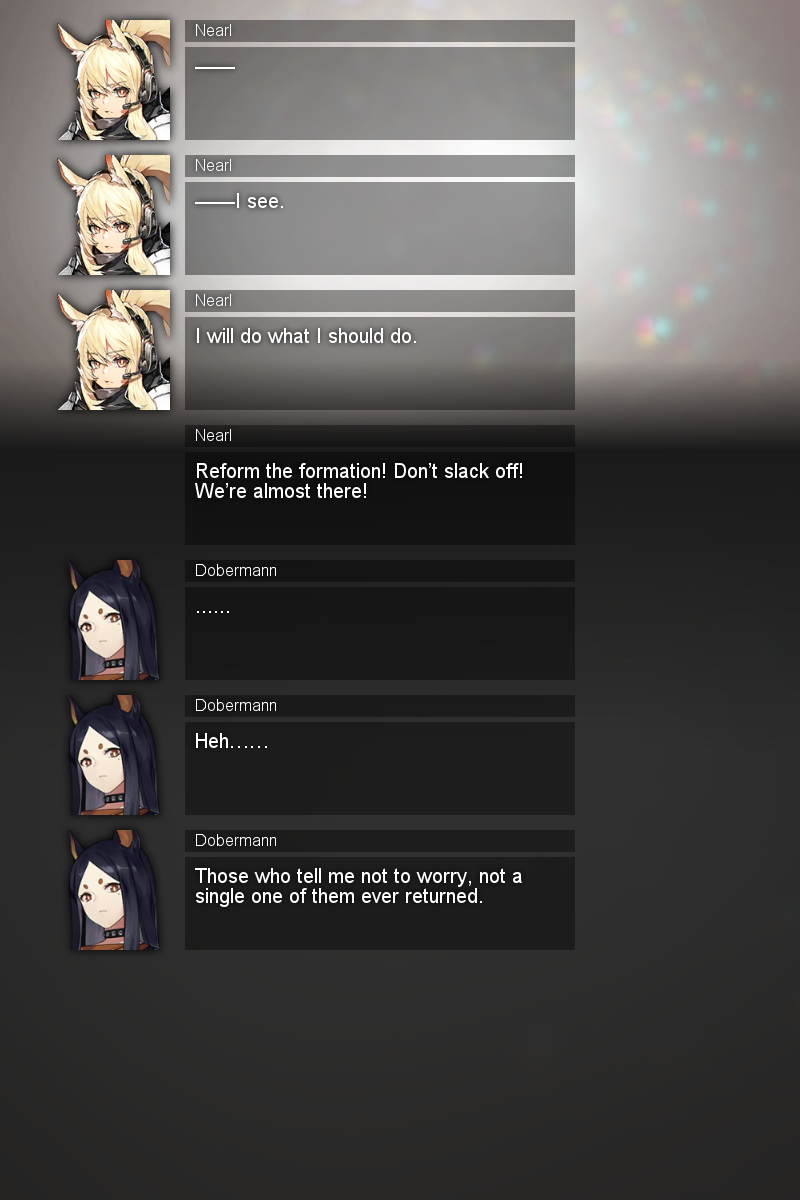 Nearl
——
Nearl
——I see.
Nearl
I will do what I should do.
Nearl
Reform the formation! Don’t slack off!
We’re almost there!
Dobermann
……
Dobermann
Heh……
Dobermann
Those who tell me not to worry, not a
single one of them ever returned.